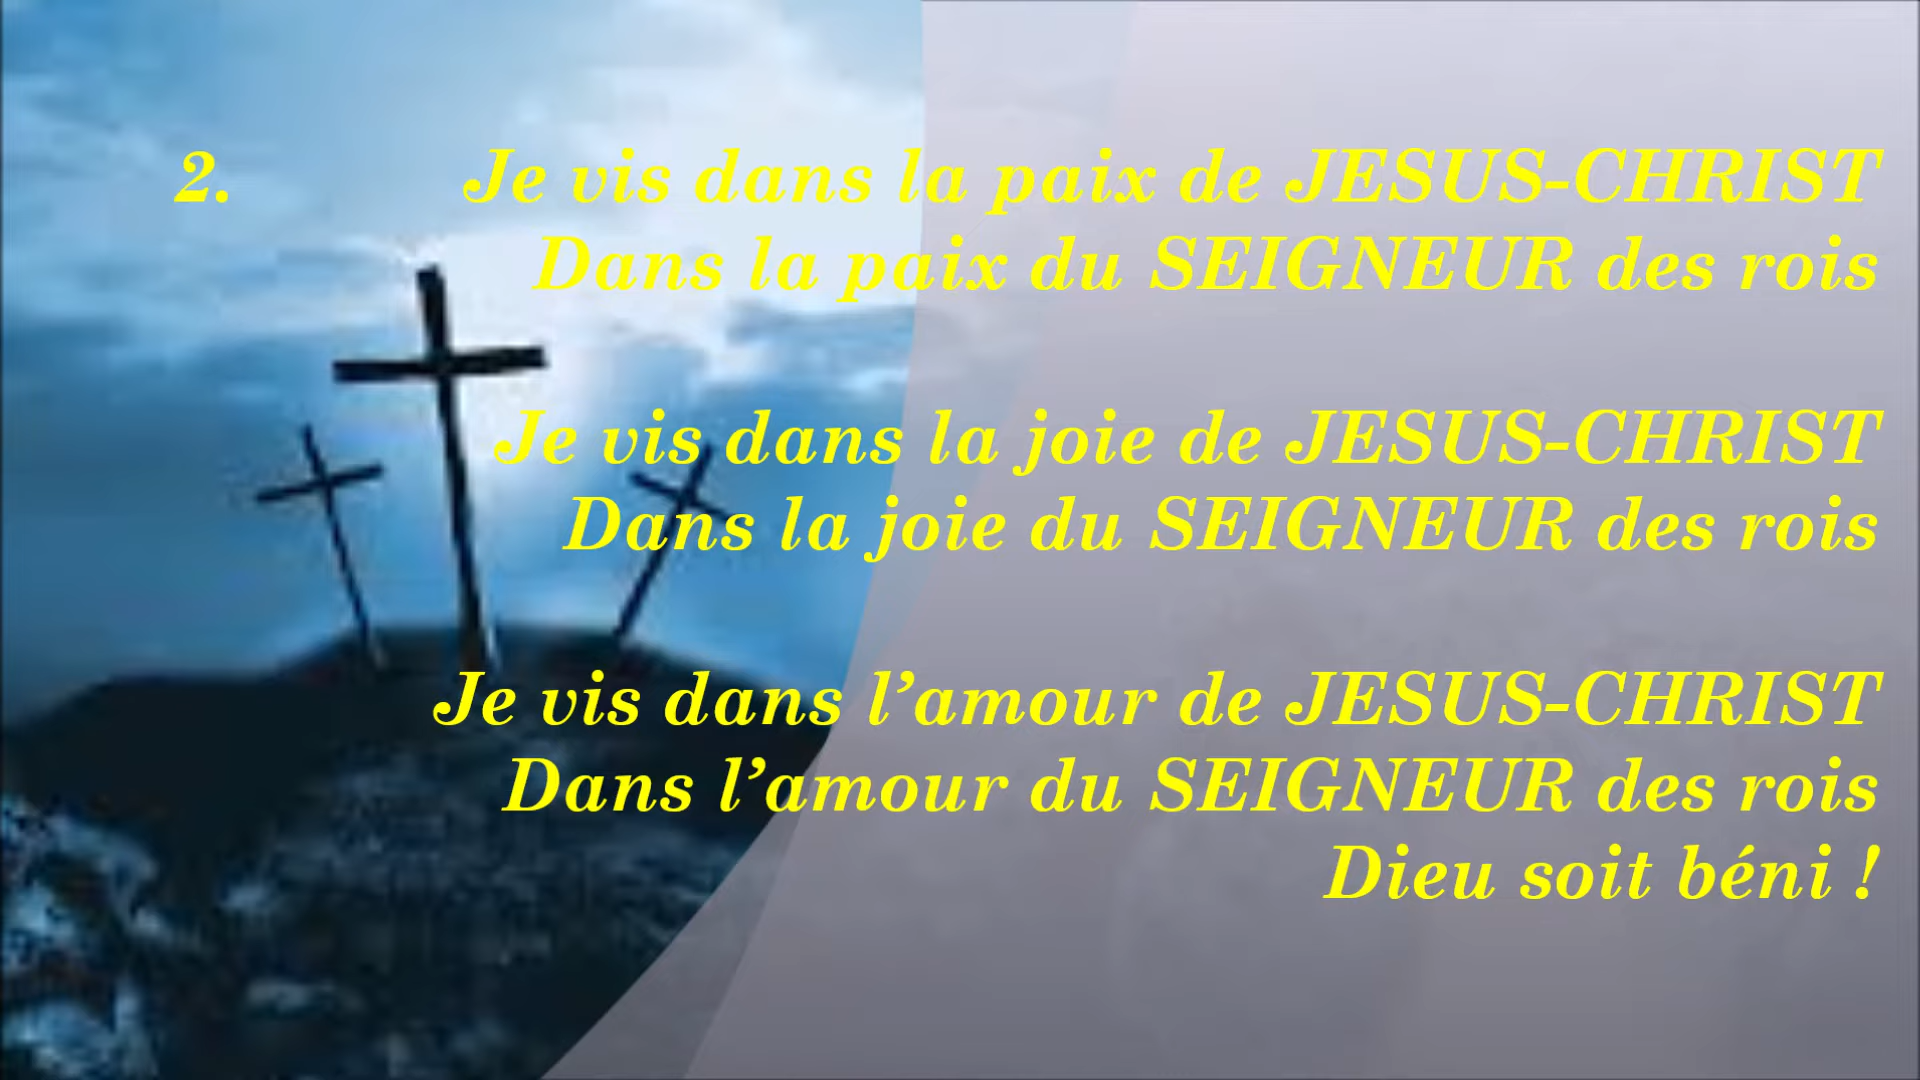 2. Je vis dans la paix de JESUS-CHRIST
Dans la paix du SEIGNEUR des rois
Je vis dans la joie de JESUS-CHRIST
Dans la joie du SEIGNEUR des rois
Je vis dans l’amour de JESUS-CHRIST
Dans l’amour du SEIGNEUR des rois
Dieu soit béni !